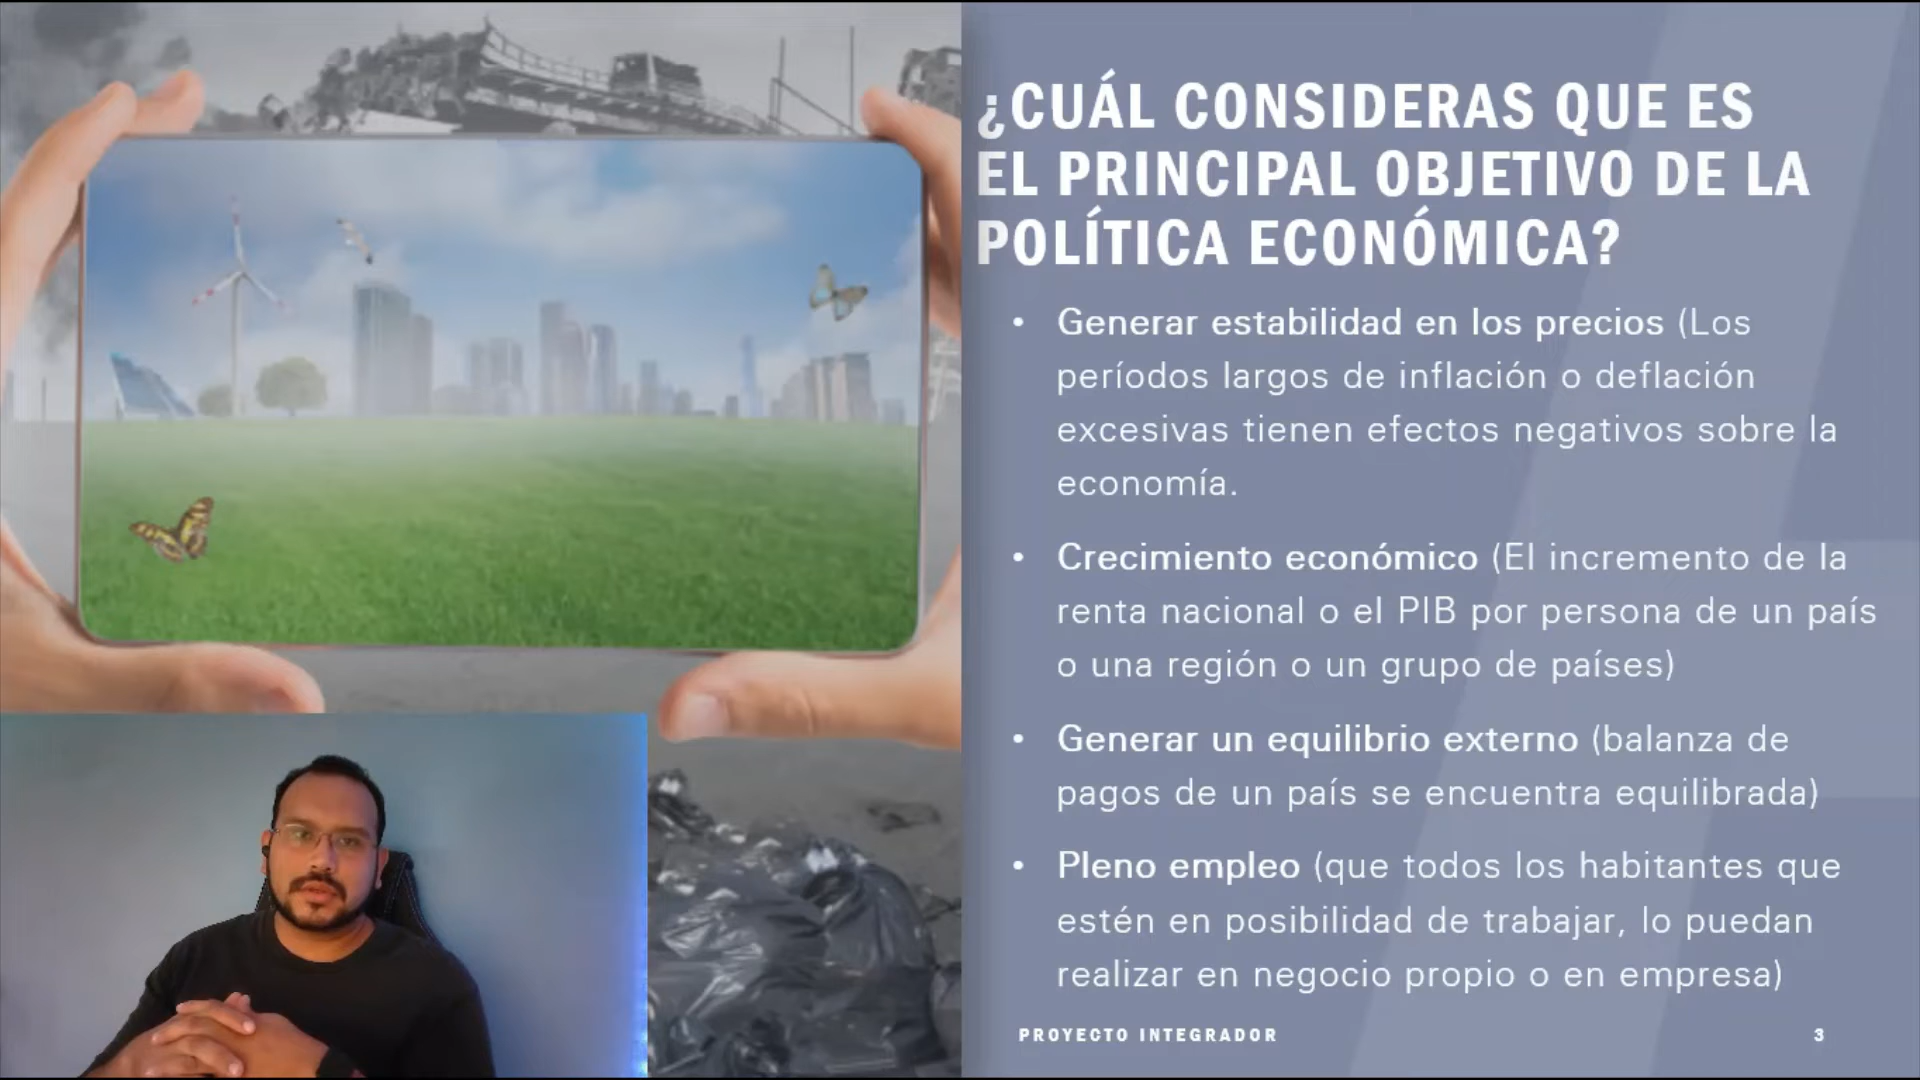 ¿CUÁL CONSIDERAS QUE ES
EL PRINCIPAL OBJETIVO DE LA
POLÍTICA ECONÓMICA?
• Generar estabilidad en los precios (Los
períodos largos de inflación o deflación
excesivas tienen efectos negativos sobre la
economía.
• Crecimiento económico (El incremento de la
renta nacional o el PIB por persona de un país
o una región o un grupo de países)
• Generar un equilibrio externo (balanza de
pagos de un país se encuentra equilibrada)
• Pleno empleo (que todos los habitantes que
estén en posibilidad de trabajar, lo puedan
realizar en negocio propio o en empresa)
PROYECTO INTEGRADOR 3